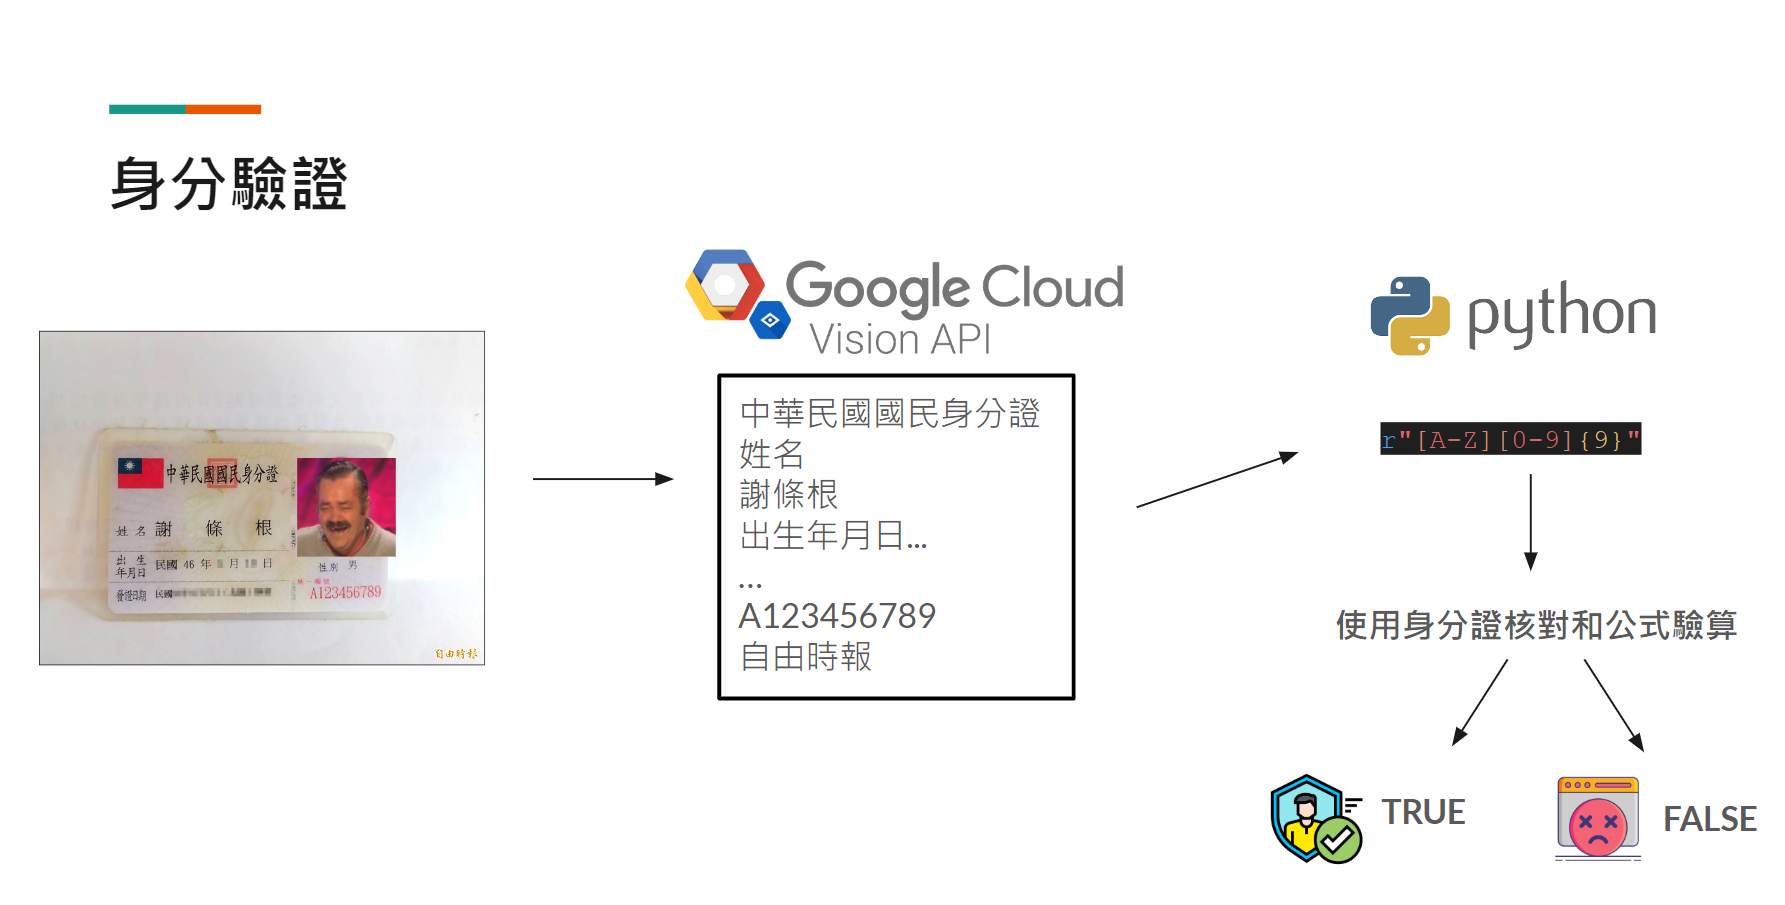 身分驗證
中華民國國民身分證
姓名 謝條根
出生年月日 民國 46 年 月 日
性別 男
發證日期 民國
統一編號
A123456789
自由時報
Google Cloud
Vision API
中華民國國民身分證
姓名
謝條根
出生年月日...
...
A123456789
自由時報
python
r"[A-Z][0-9]{9}"
使用身分證核對和公式驗算
TRUE
FALSE